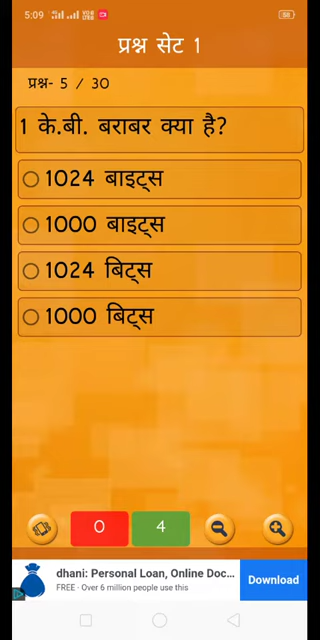 5:09
प्रश्न सेट 1
प्रश्न- 5 / 30
1 के.बी. बराबर क्या है?
1024 बाइट्स
1000 बाइट्स
1024 बिट्स
1000 बिट्स
0 4
dhani: Personal Loan, Online Doc...
FREE · Over 6 million people use this
Download